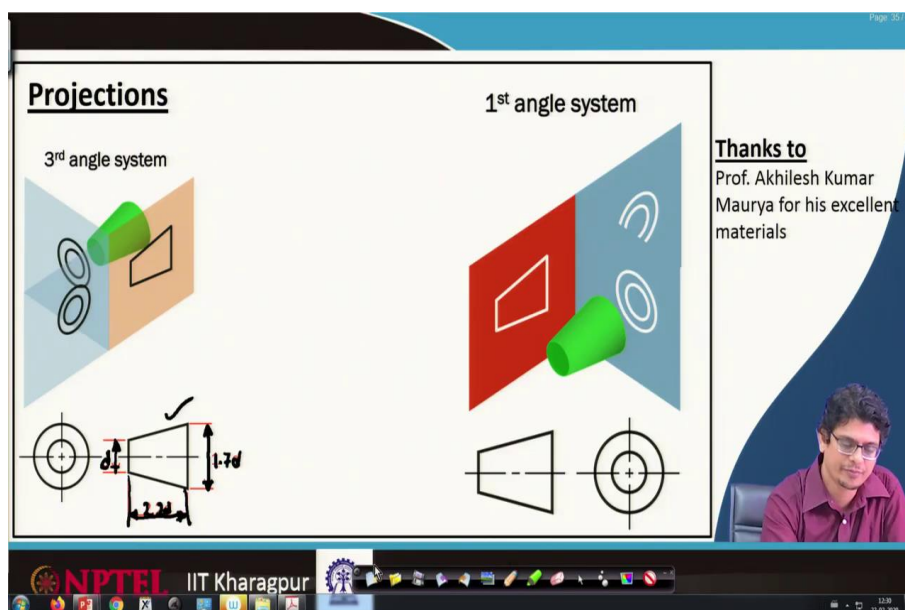 Page: 35/
Projections
3rd angle system
1st angle system
Thanks to
Prof. Akhilesh Kumar
Maurya for his excellent
materials
d
1.7d
2.2d
NPTEL
IIT Kharagpur
12:30